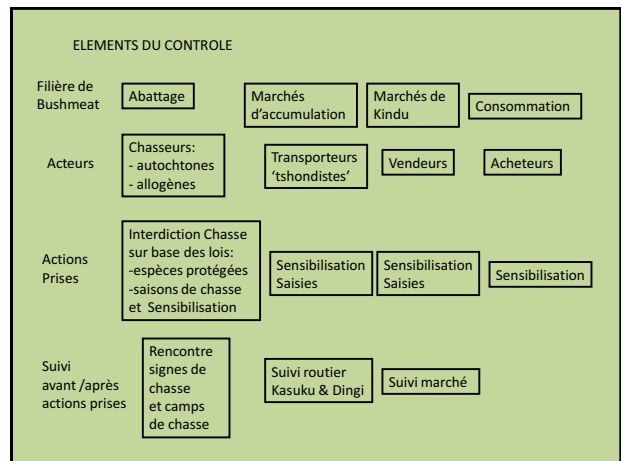 ELEMENTS DU CONTROLE
Filière de
Bushmeat
Abattage
Marchés
d'accumulation
Marchés de
Kindu
Consommation
Acteurs
Chasseurs:
- autochtones
- allogènes
Transporteurs
'tshondistes'
Vendeurs
Acheteurs
Actions
Prises
Interdiction Chasse
sur base des lois:
-espèces protégées
-saisons de chasse
et Sensibilisation
Sensibilisation
Saisies
Sensibilisation
Saisies
Sensibilisation
Suivi
avant /après
actions prises
Rencontre
signes de
chasse
et camps
de chasse
Suivi routier
Kasuku & Dingi
Suivi marché